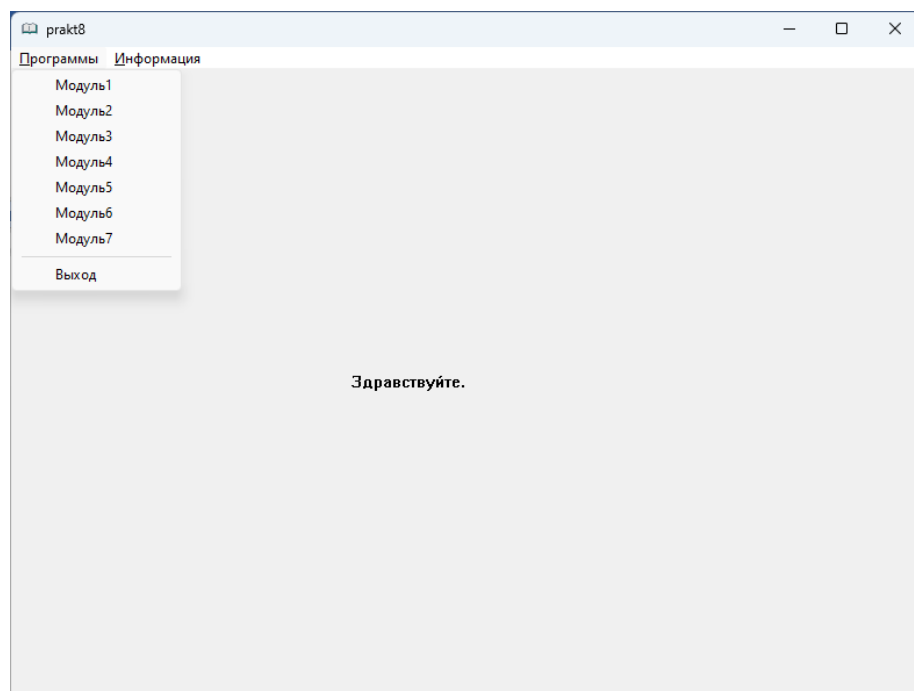 prakt8
Программы Информация
Модуль1
Модуль2
Модуль3
Модуль4
Модуль5
Модуль6
Модуль7
Выход
Здравствуйте.